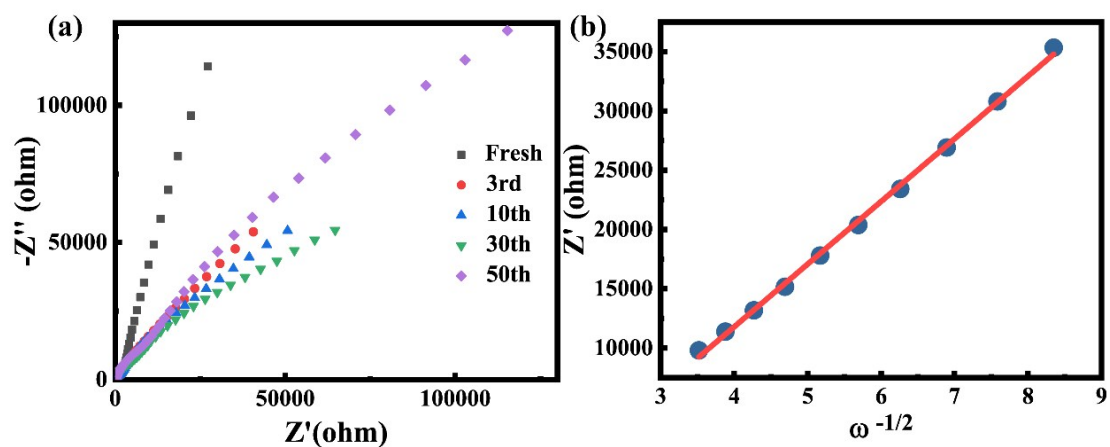 (a)
-Z'' (ohm)
100000
50000
0
Fresh
3rd
10th
30th
50th
0
50000
100000
Z'(ohm)
(b)
Z' (ohm)
35000
30000
25000
20000
15000
10000
3
4
5
6
7
8
9
ω -1/2